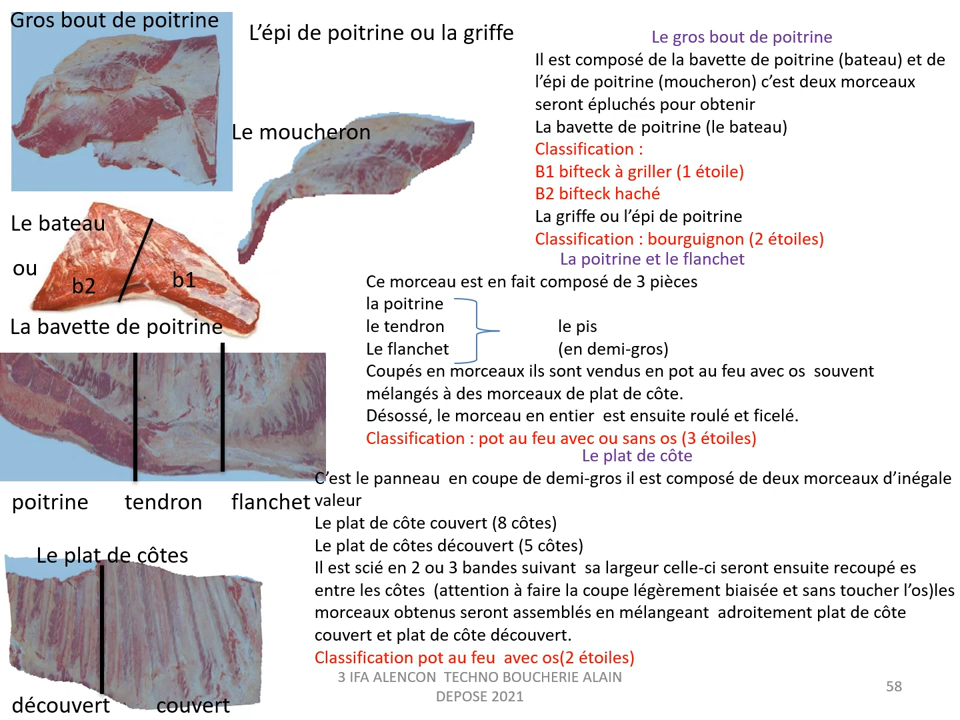 Gros bout de poitrine
L'épi de poitrine ou la griffe
Le moucheron
Le bateau
ou
b2
b1
La bavette de poitrine
poitrine
tendron
flanchet
Le plat de côtes
découvert
couvert
Le gros bout de poitrine
Il est composé de la bavette de poitrine (bateau) et de
l'épi de poitrine (moucheron) c'est deux morceaux
seront épluchés pour obtenir
La bavette de poitrine (le bateau)
Classification :
B1 bifteck à griller (1 étoile)
B2 bifteck haché
La griffe ou l'épi de poitrine
Classification : bourguignon (2 étoiles)
La poitrine et le flanchet
Ce morceau est en fait composé de 3 pièces
la poitrine
le tendron le pis
Le flanchet (en demi-gros)
Coupés en morceaux ils sont vendus en pot au feu avec os souvent
mélangés à des morceaux de plat de côte.
Désossé, le morceau en entier est ensuite roulé et ficelé.
Classification : pot au feu avec ou sans os (3 étoiles)
Le plat de côte
C'est le panneau en coupe de demi-gros il est composé de deux morceaux d'inégale
valeur
Le plat de côte couvert (8 côtes)
Le plat de côtes découvert (5 côtes)
Il est scié en 2 ou 3 bandes suivant sa largeur celle-ci seront ensuite recoupé es
entre les côtes (attention à faire la coupe légèrement biaisée et sans toucher l'os)les
morceaux obtenus seront assemblés en mélangeant adroitement plat de côte
couvert et plat de côte découvert.
Classification pot au feu avec os(2 étoiles)
3 IFA ALENCON TECHNO BOUCHERIE ALAIN
DEPOSE 2021
58